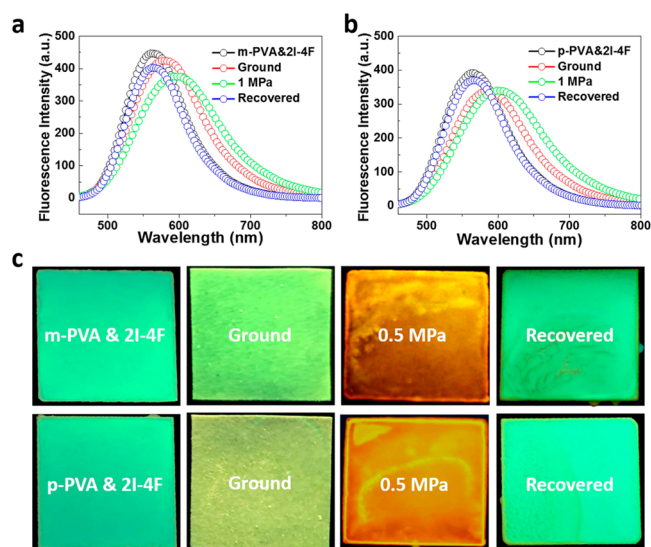 a
500
400
300
200
100
0
Fluorescence Intensity (a.u.)
m-PVA&2I-4F
Ground
1 MPa
Recovered
500 600 700 800
Wavelength (nm)
b
500
400
300
200
100
0
Fluorescence Intensity (a.u.)
p-PVA&2I-4F
Ground
1 MPa
Recovered
500 600 700 800
Wavelength (nm)
c
m-PVA & 2I-4F
Ground
0.5 MPa
Recovered
p-PVA & 2I-4F
Ground
0.5 MPa
Recovered